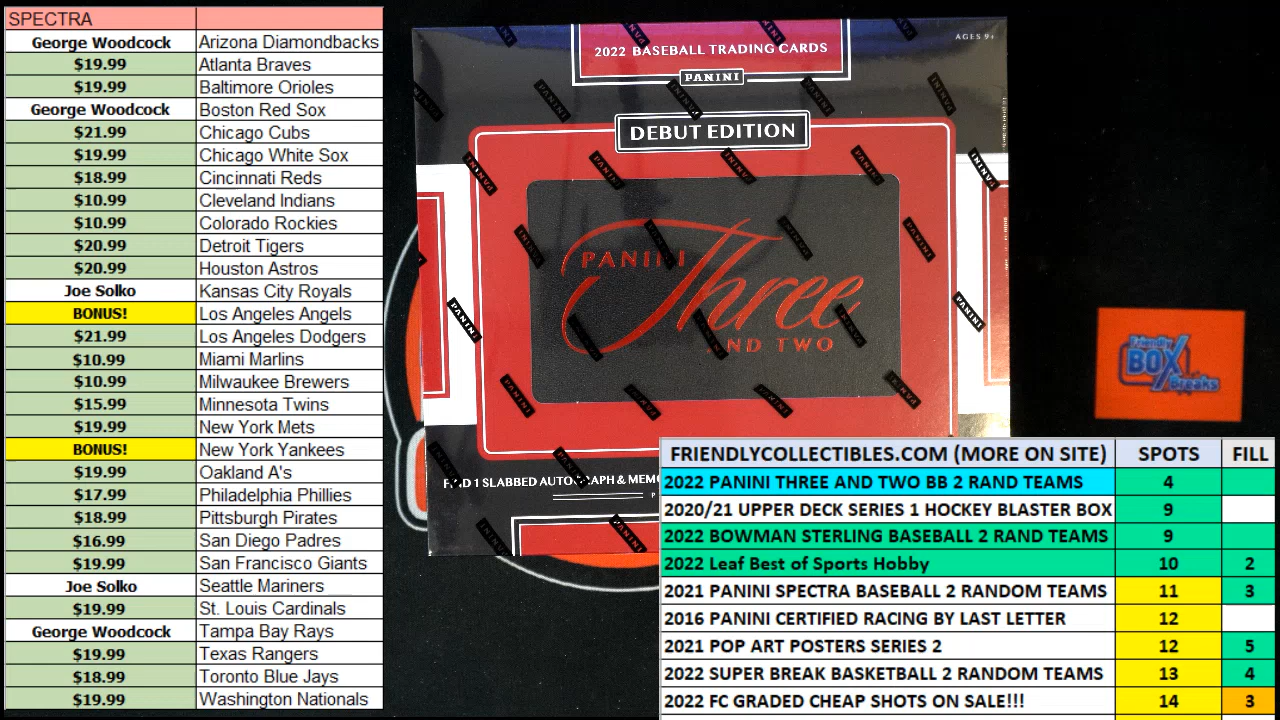 SPECTRA
George Woodcock Arizona Diamondbacks
$19.99 Atlanta Braves
$19.99 Baltimore Orioles
George Woodcock Boston Red Sox
$21.99 Chicago Cubs
$19.99 Chicago White Sox
$18.99 Cincinnati Reds
$10.99 Cleveland Indians
$10.99 Colorado Rockies
$20.99 Detroit Tigers
$20.99 Houston Astros
Joe Solko Kansas City Royals
BONUS! Los Angeles Angels
$21.99 Los Angeles Dodgers
$10.99 Miami Marlins
$10.99 Milwaukee Brewers
$15.99 Minnesota Twins
$19.99 New York Mets
BONUS! New York Yankees
$19.99 Oakland A's
$17.99 Philadelphia Phillies
$18.99 Pittsburgh Pirates
$16.99 San Diego Padres
$19.99 San Francisco Giants
Joe Solko Seattle Mariners
$19.99 St. Louis Cardinals
George Woodcock Tampa Bay Rays
$19.99 Texas Rangers
$18.99 Toronto Blue Jays
$19.99 Washington Nationals
AGES 9+
2022 BASEBALL TRADING CARDS
PANINI
DEBUT EDITION
PANINI
Three
AND TWO
FIND 1 SLABBED AUTOGRAPH & MEMO
Friendly
BOX
Breaks
FRIENDLYCOLLECTIBLES.COM (MORE ON SITE) SPOTS FILL
2022 PANINI THREE AND TWO BB 2 RAND TEAMS 4
2020/21 UPPER DECK SERIES 1 HOCKEY BLASTER BOX 9
2022 BOWMAN STERLING BASEBALL 2 RAND TEAMS 9
2022 Leaf Best of Sports Hobby 10 2
2021 PANINI SPECTRA BASEBALL 2 RANDOM TEAMS 11 3
2016 PANINI CERTIFIED RACING BY LAST LETTER 12
2021 POP ART POSTERS SERIES 2 12 5
2022 SUPER BREAK BASKETBALL 2 RANDOM TEAMS 13 4
2022 FC GRADED CHEAP SHOTS ON SALE!!! 14 3